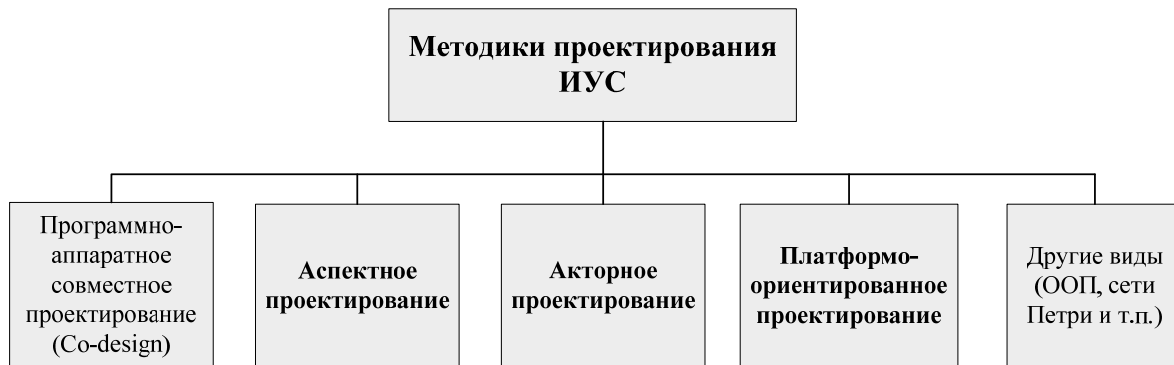 Методики проектирования
ИУС
Программно-
аппаратное
совместное
проектирование
(Co-design)
Аспектное
проектирование
Акторное
проектирование
Платформо-
ориентированное
проектирование
Другие виды
(ООП, сети
Петри и т.п.)